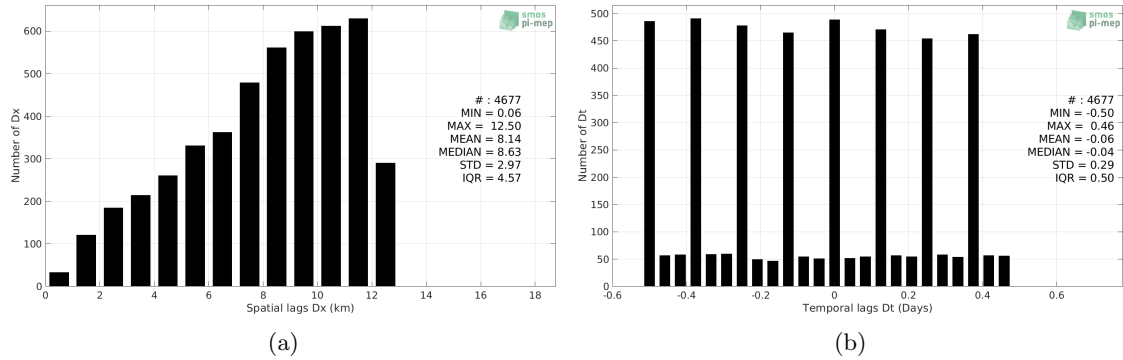 smos
pi-mep
600
500
400
300
200
100
0
Number of Dx
# : 4677
MIN = 0.06
MAX = 12.50
MEAN = 8.14
MEDIAN = 8.63
STD = 2.97
IQR = 4.57
0 2 4 6 8 10 12 14 16 18
Spatial lags Dx (km)
(a)
smos
pi-mep
500
450
400
350
300
250
200
150
100
50
0
Number of Dt
# : 4677
MIN = -0.50
MAX = 0.46
MEAN = -0.06
MEDIAN = -0.04
STD = 0.29
IQR = 0.50
-0.6 -0.4 -0.2 0 0.2 0.4 0.6
Temporal lags Dt (Days)
(b)